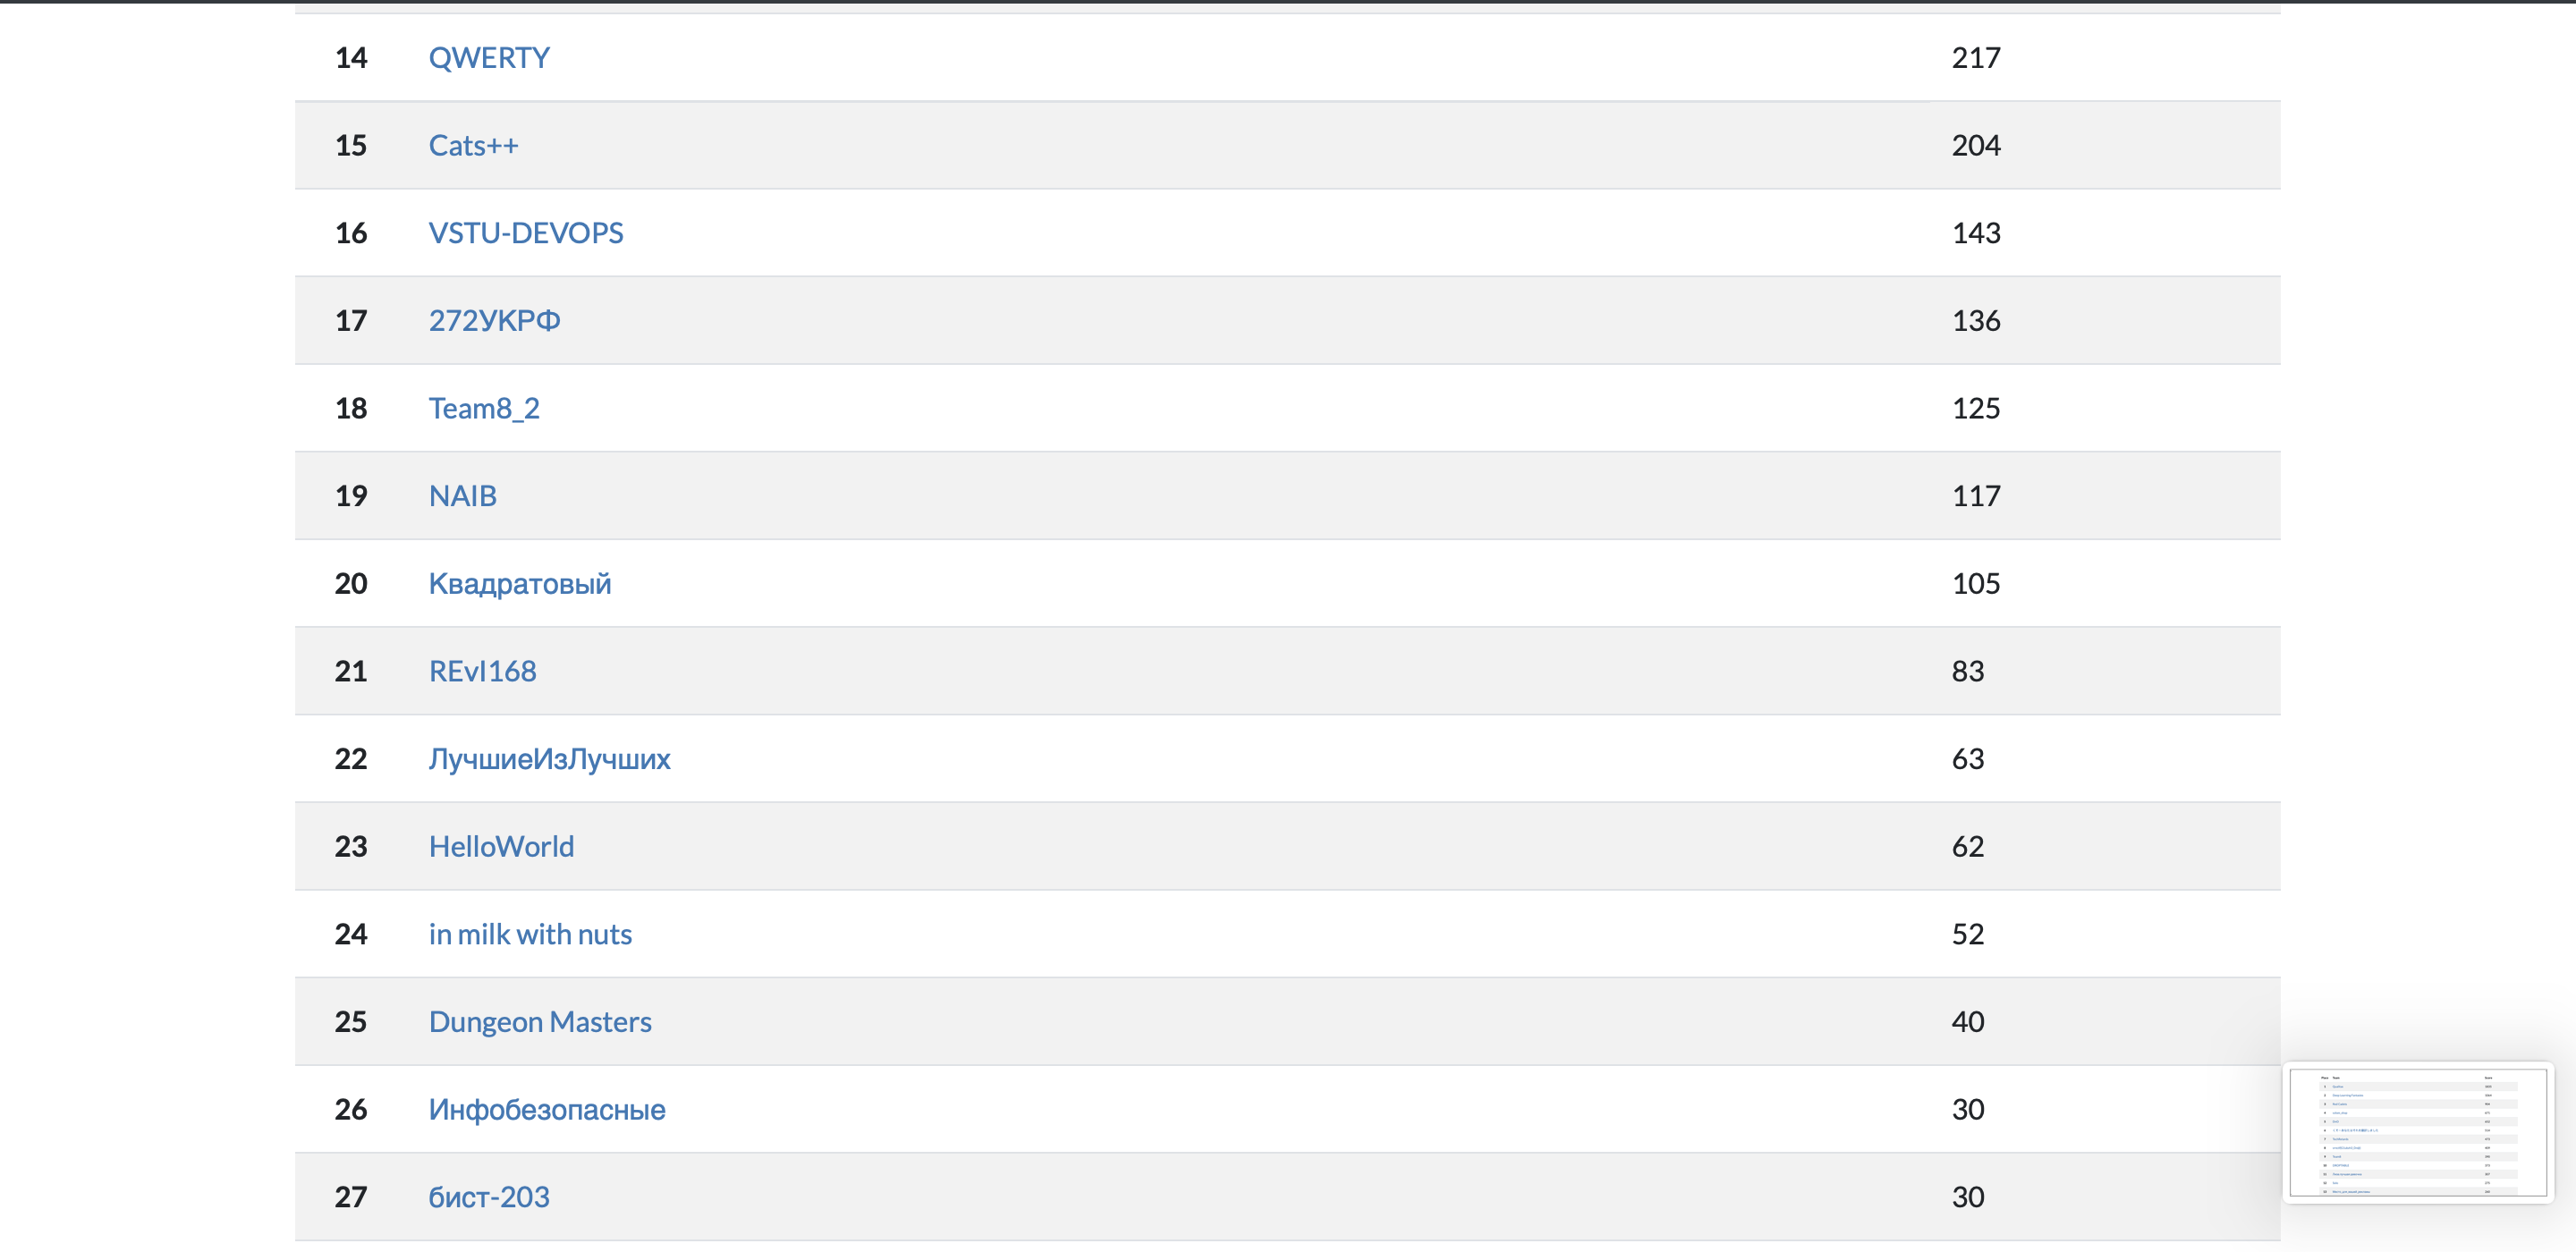 14 QWERTY 217
15 Cats++ 204
16 VSTU-DEVOPS 143
17 272УКРФ 136
18 Team8_2 125
19 NAIB 117
20 Квадратовый 105
21 REvI168 83
22 ЛучшиеИзЛучших 63
23 HelloWorld 62
24 in milk with nuts 52
25 Dungeon Masters 40
26 Инфобезопасные 30
27 бист-203 30